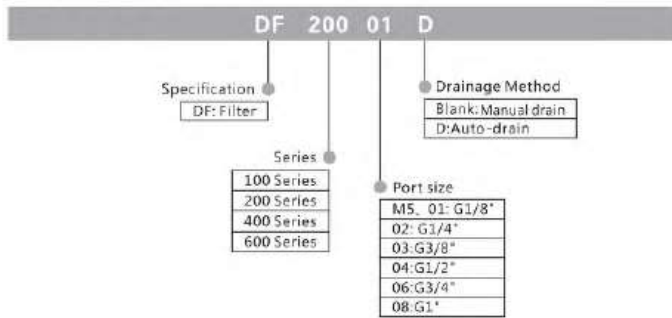 DF 200 01 D
Specification
DF: Filter
Drainage Method
Blank: Manual drain
D:Auto-drain
Series
100 Series
200 Series
400 Series
600 Series
Port size
M5、01: G1/8"
02: G1/4"
03:G3/8"
04:G1/2"
06:G3/4"
08:G1"